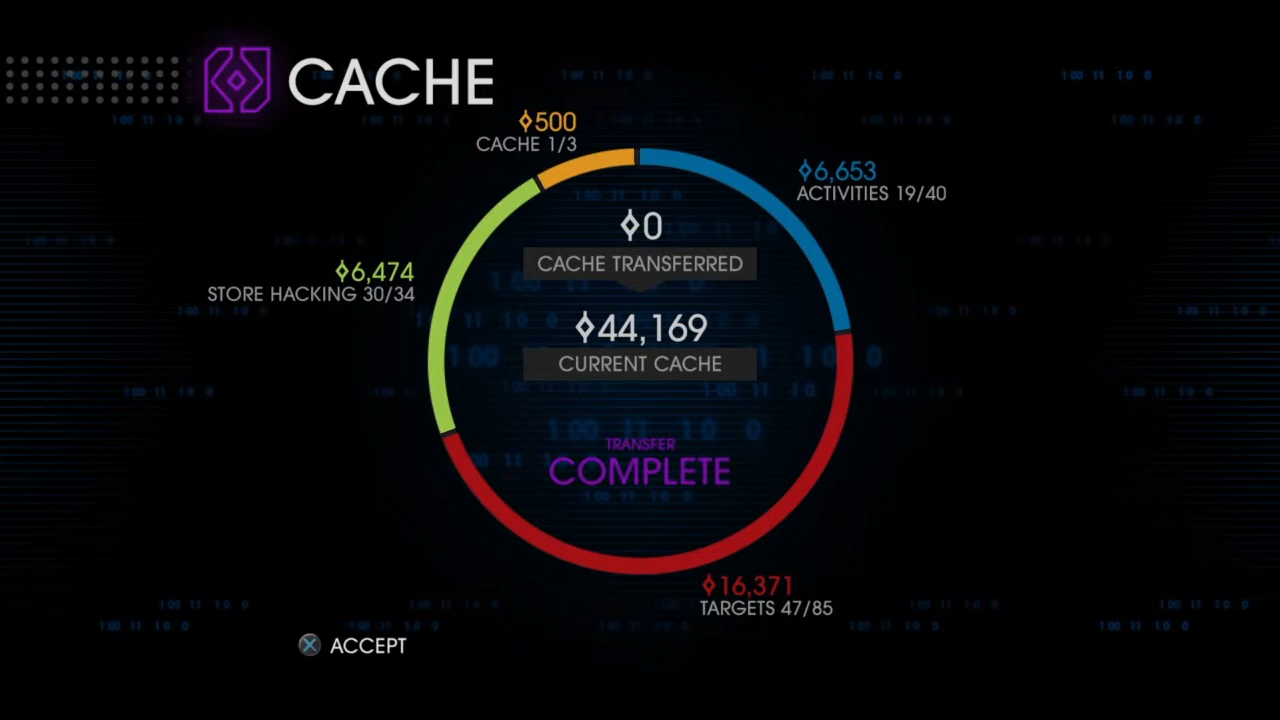 CACHE
500
CACHE 1/3
6,653
ACTIVITIES 19/40
0
CACHE TRANSFERRED
6,474
STORE HACKING 30/34
44,169
CURRENT CACHE
TRANSFER
COMPLETE
16,371
TARGETS 47/85
ACCEPT